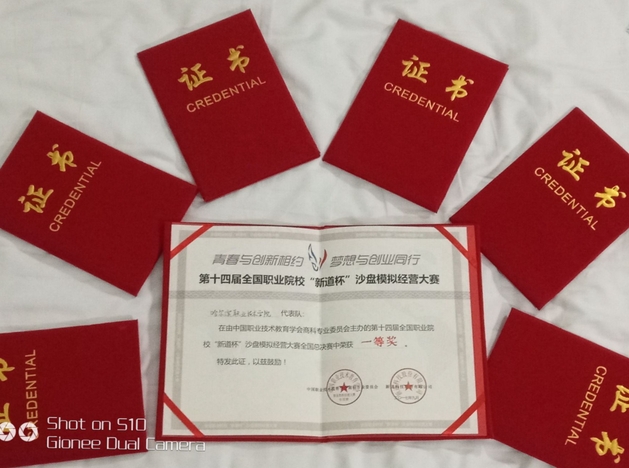 证书
CREDENTIAL
证书
CREDENTIAL
证书
CREDENTIAL
证书
CREDENTIAL
青春与创新相约 梦想与创业同行
第十四届全国职业院校“新道杯”沙盘模拟经营大赛
代表队:
在由中国职业技术教育学会商科专业委员会主办的第十四届全国职业院
校“新道杯”沙盘模拟经营大赛全国总决赛中荣获 一等奖 。
特发此证,以兹鼓励!
证
CREDENTIAL
证书
CREDENTIAL
Shot on S10
Gionee Dual Camera